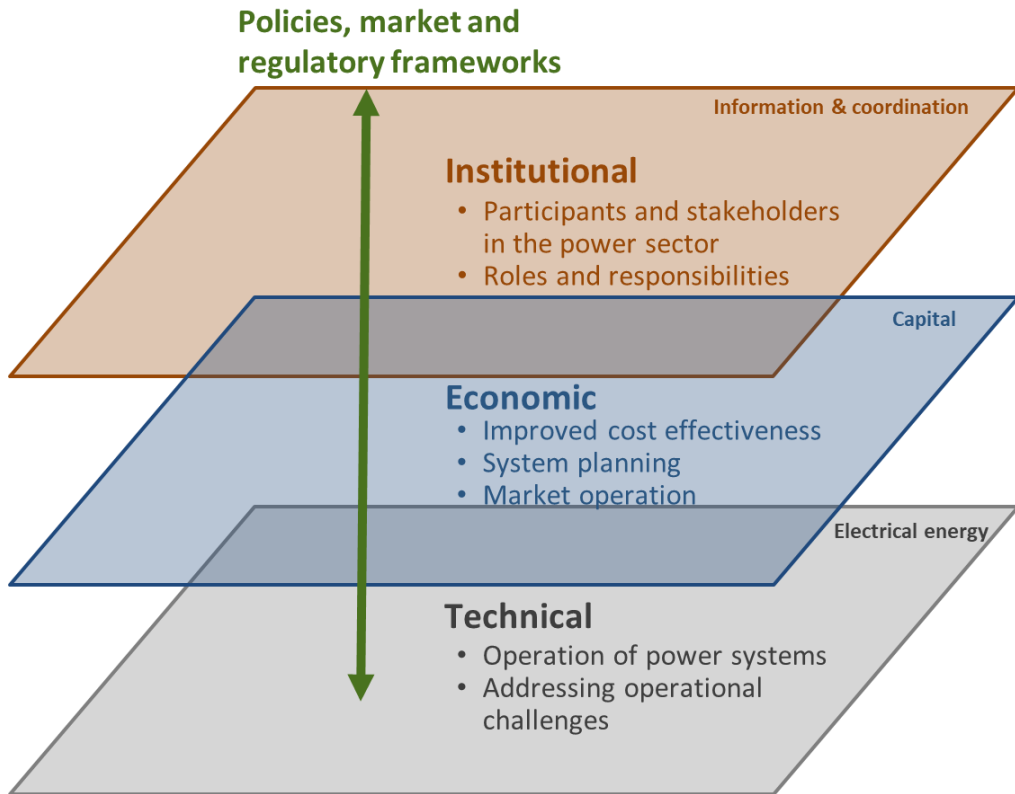 Policies, market and
regulatory frameworks
Information & coordination
Institutional
• Participants and stakeholders
in the power sector
• Roles and responsibilities
Capital
Economic
• Improved cost effectiveness
• System planning
• Market operation
Electrical energy
Technical
• Operation of power systems
• Addressing operational
challenges